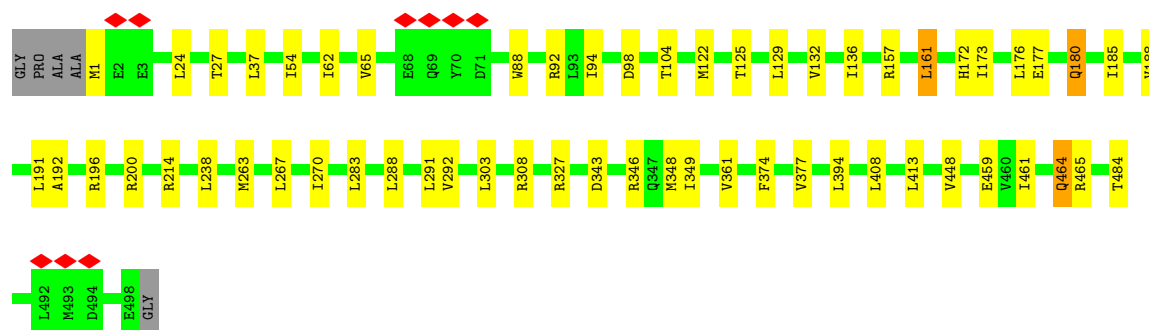 GLY PRO ALA ALA M1 E2 E3 L24 T27 L37 I54 I62 V65 E68 Q69 Y70 D71 W88 R92 L93 I94 D98 T104 M122 T125 L129 V132 I136 R157 L161 H172 I173 L176 E177 Q180 I185 V188
L191 A192 R196 R200 R214 L238 M263 L267 I270 L283 L288 L291 V292 L303 R308 R327 D343 R346 Q347 M348 I349 V361 F374 V377 L394 L408 L413 V448 E459 V460 I461 Q464 R465 T484
L492 M493 D494 E498 GLY